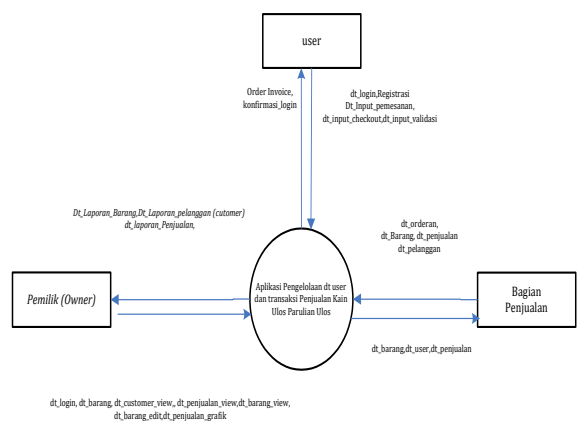 user
Order Invoice,
konfirmasi_login
dt_login,Registrasi
Dt_Input_pemesanan,
dt_input_checkout,dt_input_validasi
Dt_Laporan_Barang,Dt_Laporan_pelanggan (cutomer)
dt_laporan_Penjualan,
dt_orderan,
dt_Barang, dt_penjualan
dt_pelanggan
Pemilik (Owner)
Aplikasi Pengelolaan dt user
dan transaksi Penjualan Kain
Ulos Parulian Ulos
Bagian
Penjualan
dt_barang,dt_user,dt_penjualan
dt_login, dt_barang, dt_customer_view,, dt_penjualan_view,dt_barang_view,
dt_barang_edit,dt_penjualan_grafik